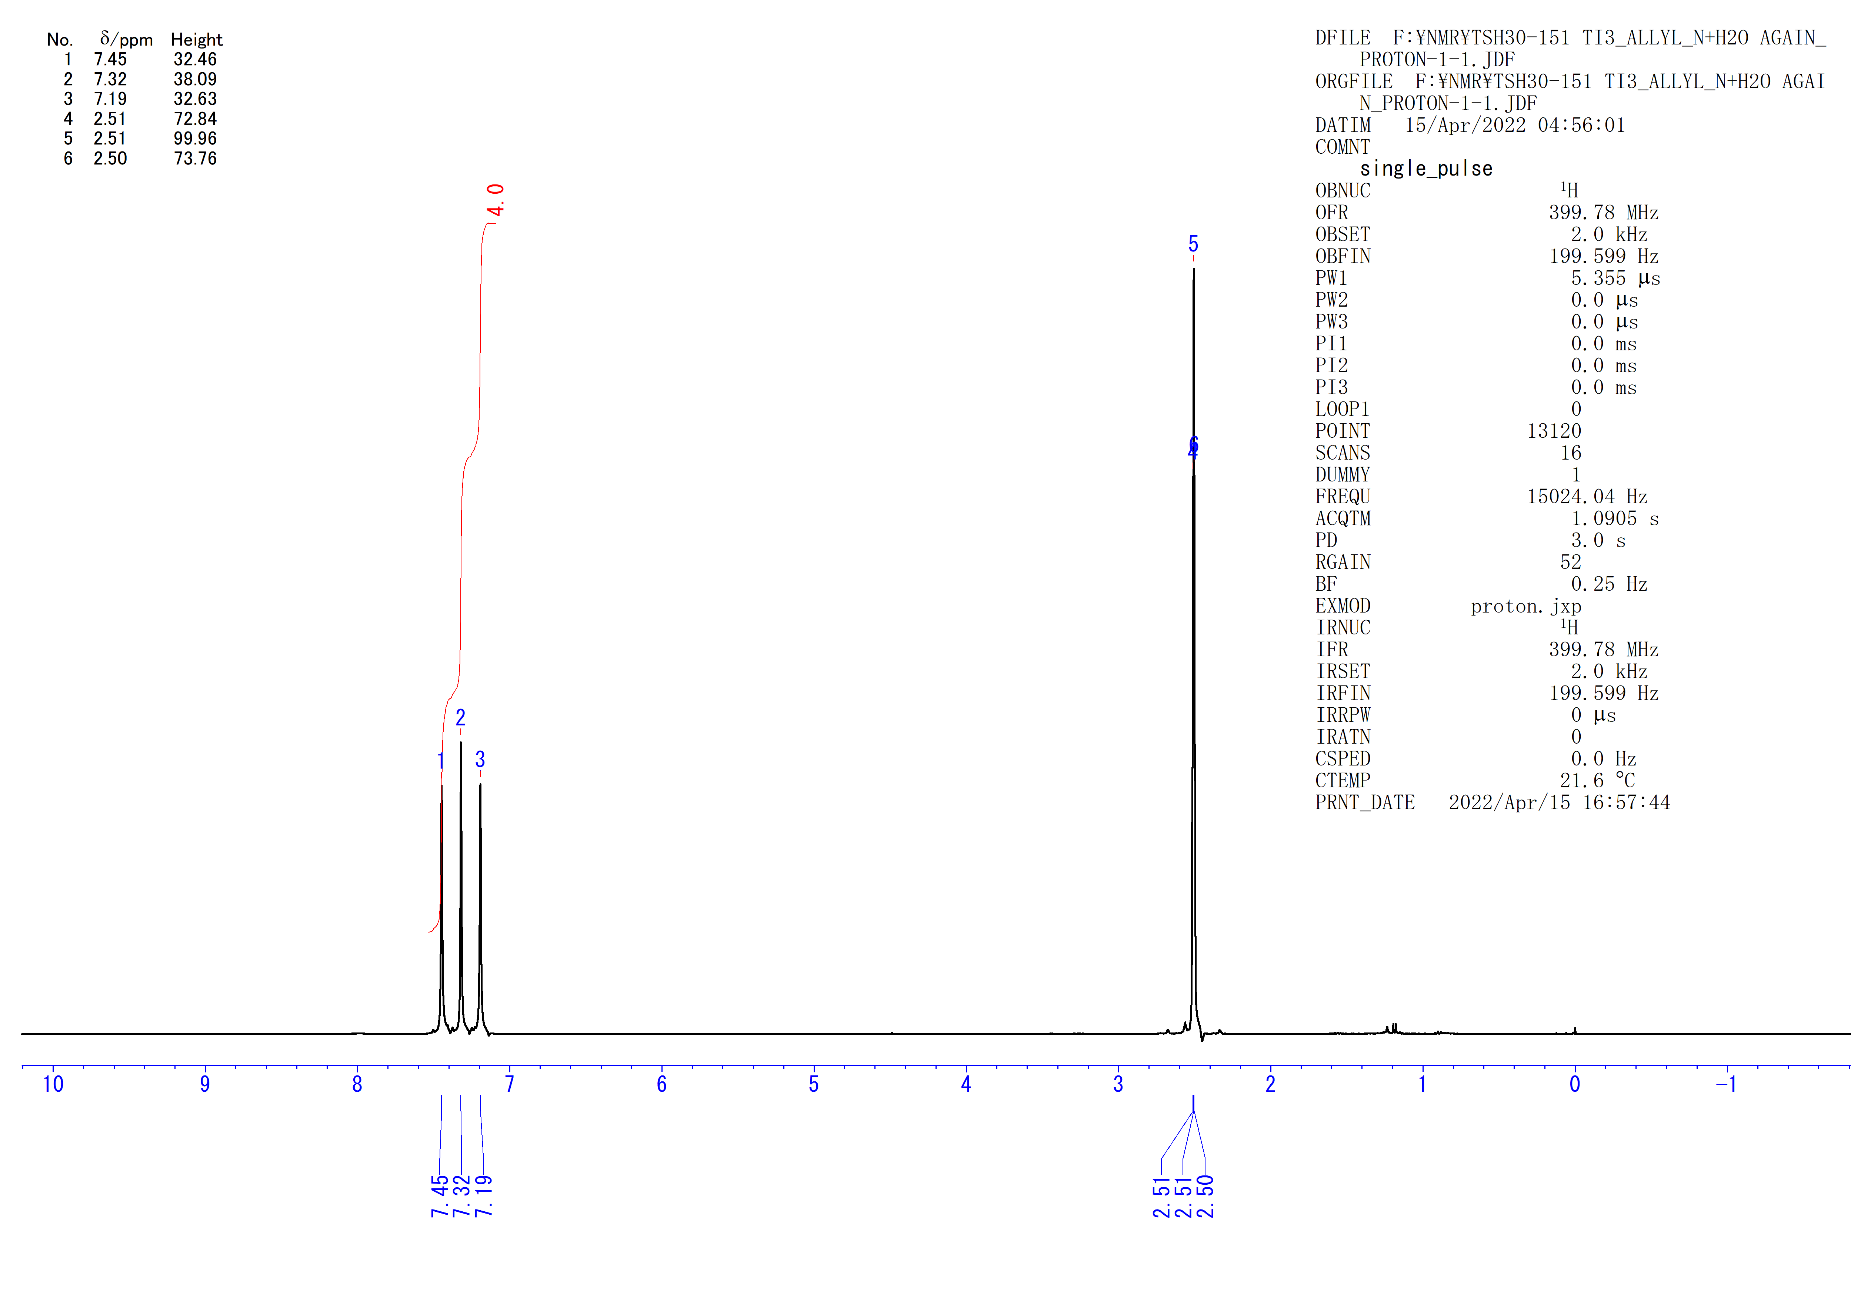 No. δ/ppm Height
1 7.45 32.46
2 7.32 38.09
3 7.19 32.63
4 2.51 72.84
5 2.51 99.96
6 2.50 73.76
DFILE F:¥NMR¥TSH30-151 TI3_ALLYL_N+H2O AGAIN_
PROTON-1-1.JDF
ORGFILE F:¥NMR¥TSH30-151 TI3_ALLYL_N+H2O AGAI
N_PROTON-1-1.JDF
DATIM 15/Apr/2022 04:56:01
COMNT
single_pulse
OBNUC ¹H
OFR 399.78 MHz
OBSET 2.0 kHz
OBFIN 199.599 Hz
PW1 5.355 μs
PW2 0.0 μs
PW3 0.0 μs
PI1 0.0 ms
PI2 0.0 ms
PI3 0.0 ms
LOOP1 0
POINT 13120
SCANS 16
DUMMY 1
FREQU 15024.04 Hz
ACQTM 1.0905 s
PD 3.0 s
RGAIN 52
BF 0.25 Hz
EXMOD proton.jxp
IRNUC ¹H
IFR 399.78 MHz
IRSET 2.0 kHz
IRFIN 199.599 Hz
IRRPW 0 μs
IRATN 0
CSPED 0.0 Hz
CTEMP 21.6 °C
PRNT_DATE 2022/Apr/15 16:57:44
4.0
5
6
4
2
1
3
10 9 8 7 6 5 4 3 2 1 0 -1
7.45
7.32
7.19
2.51
2.51
2.50